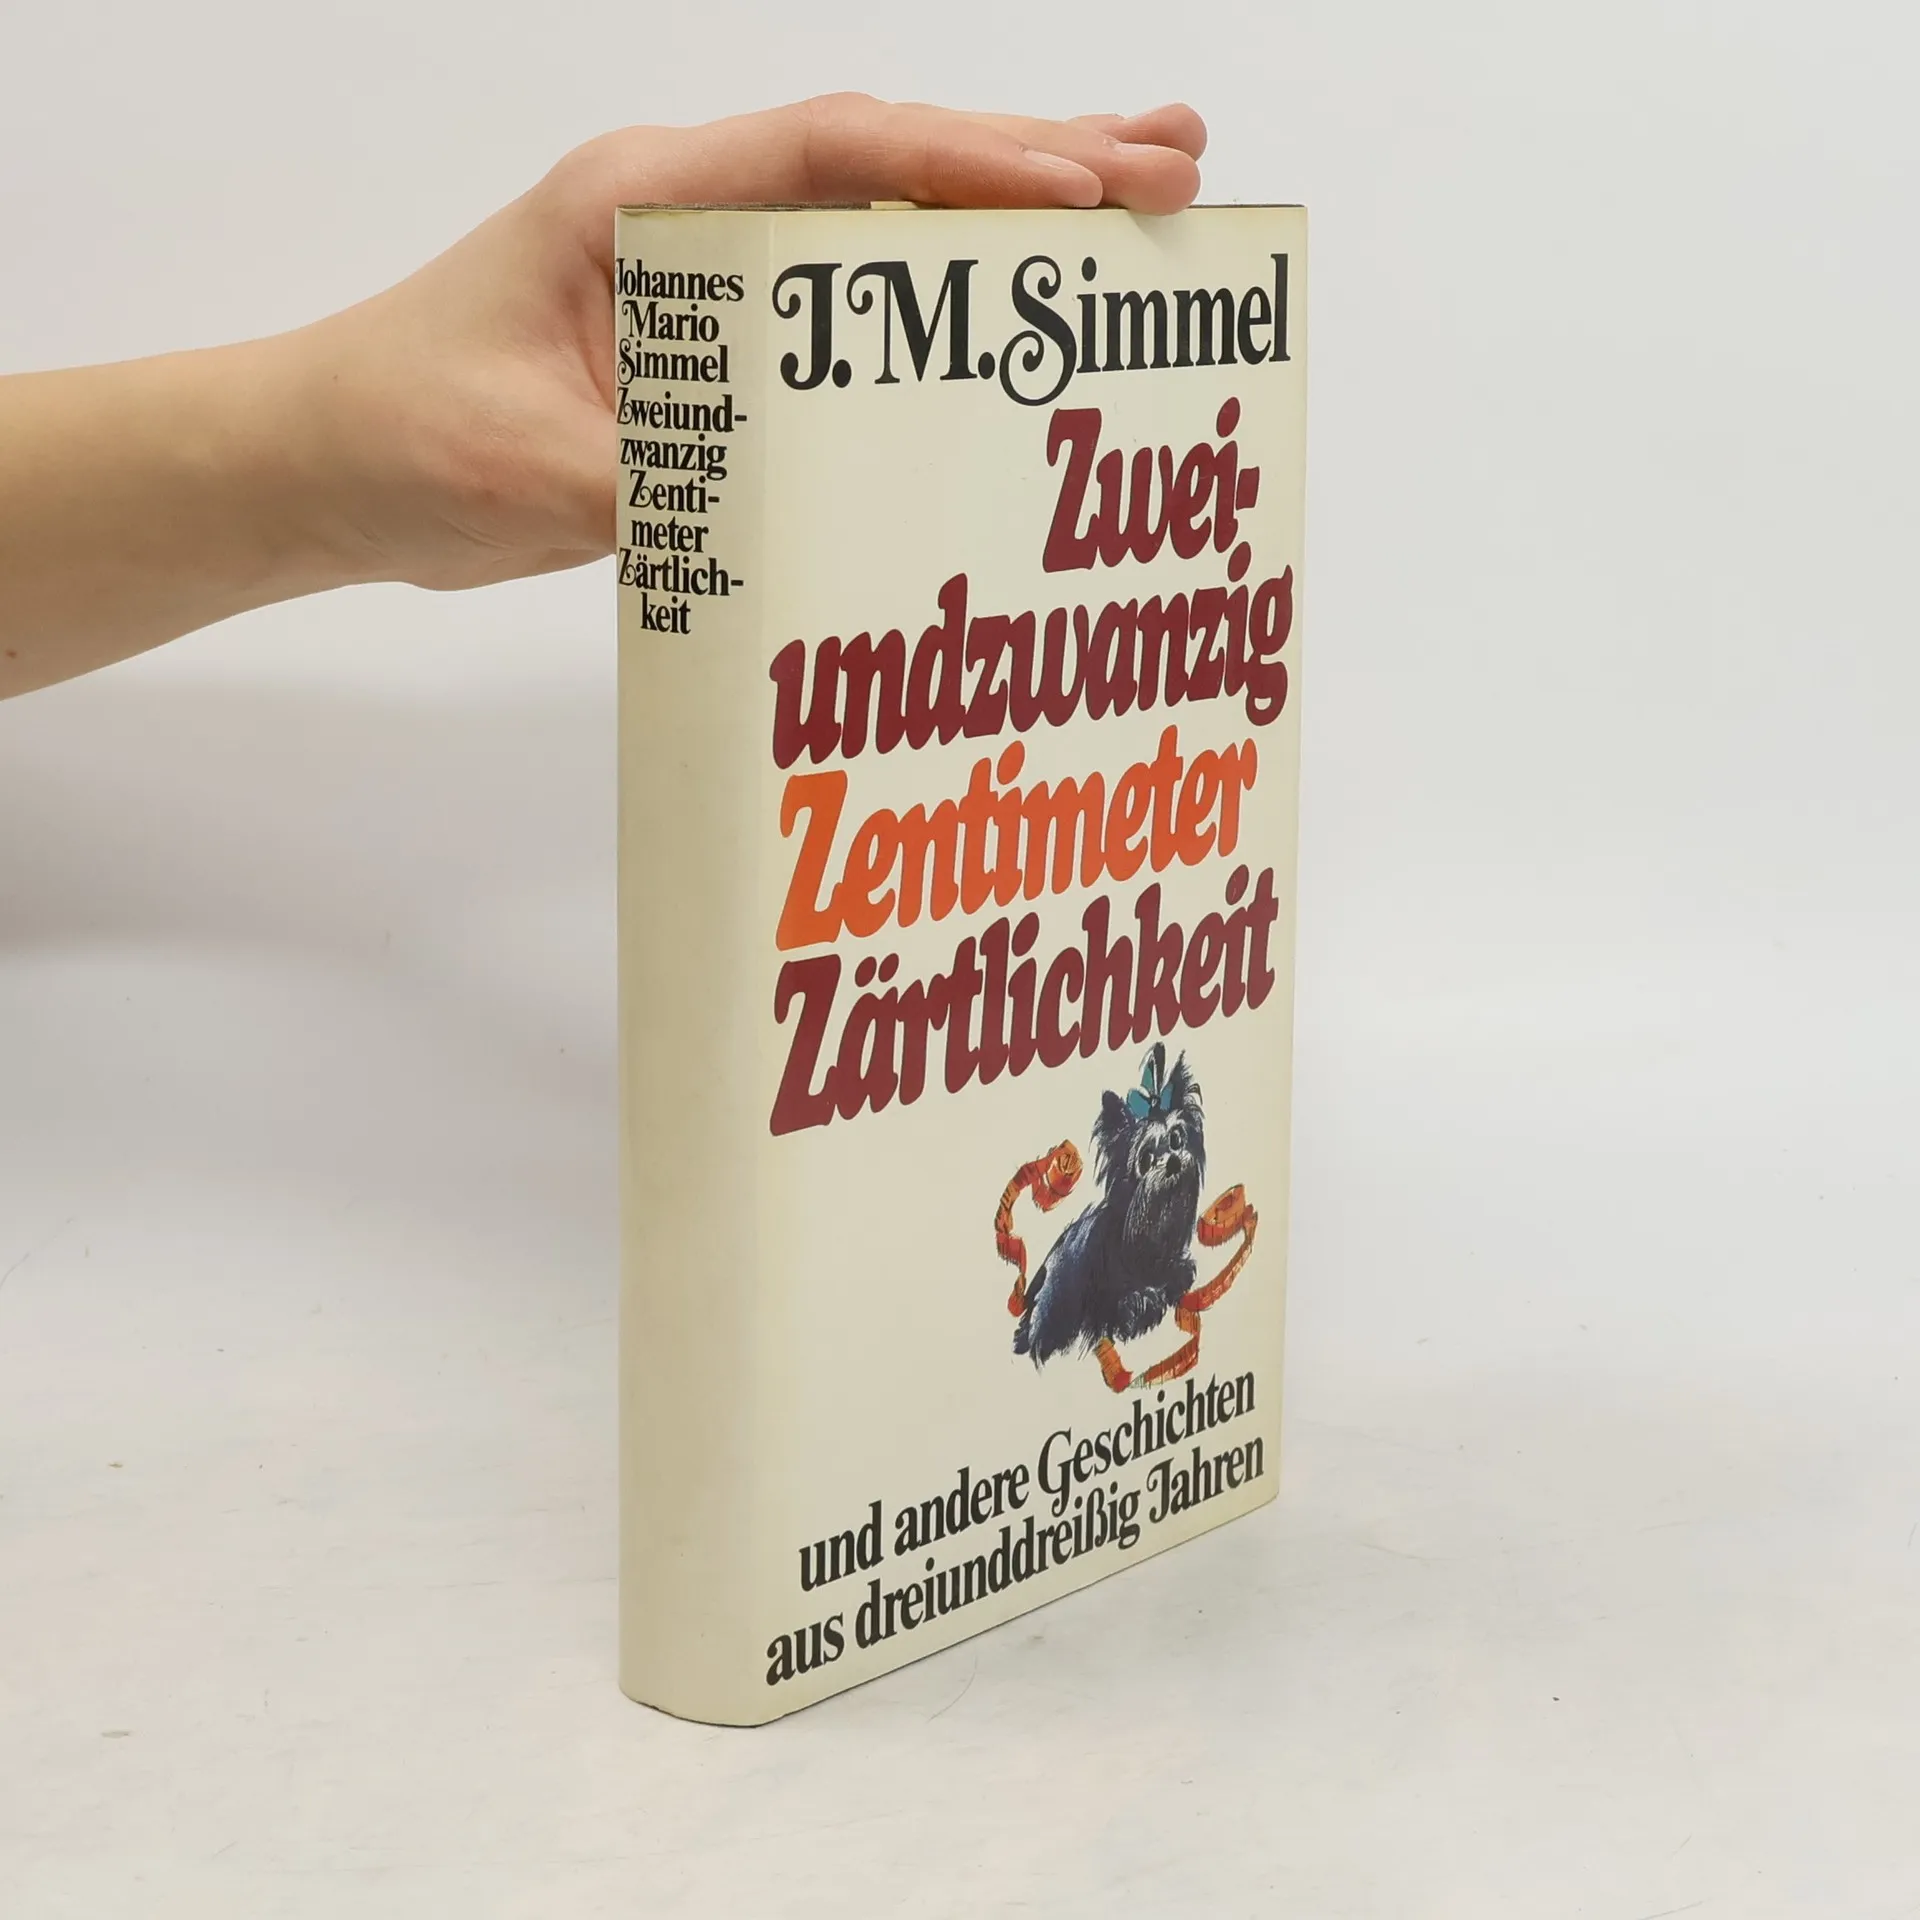 Johannes
Mario
Simmel
Zweiund-
zwanzig
Zenti-
meter
Zärtlich-
keit
J.M.Simmel
Zwei-
undzwanzig
Zentimeter
Zärtlichkeit
und andere Geschichten
aus dreiunddreißig Jahren